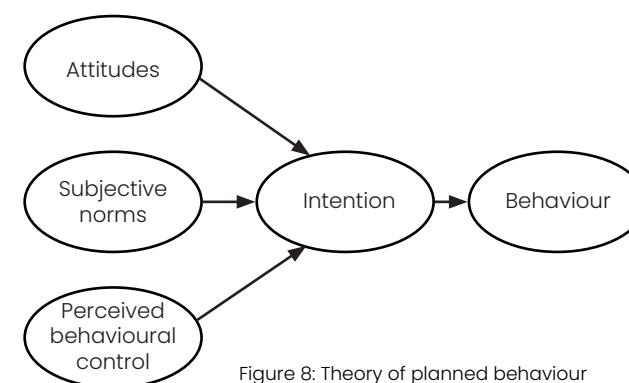 Attitudes
Subjective
norms
Intention
Behaviour
Perceived
behavioural
control
Figure 8: Theory of planned behaviour